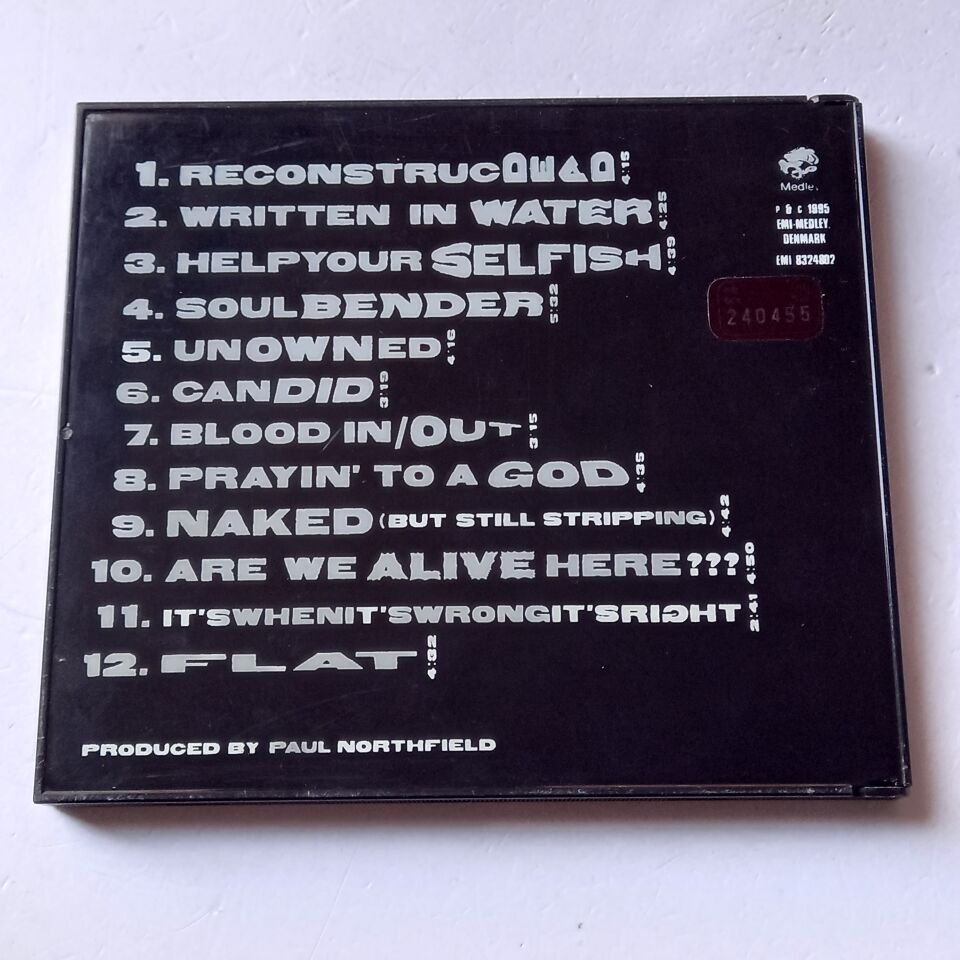 1. RECONSTRUCDEAD 4:15
2. WRITTEN IN WATER 4:25
3. HELPYOUR SELFISH 4:39
4. SOULBENDER 5:32
5. UNOWNED 4:16
6. CANDID 3:19
7. BLOOD IN/OUT 3:15
8. PRAYIN' TO A GOD 4:35
9. NAKED (BUT STILL STRIPPING) 4:42
10. ARE WE ALIVE HERE??? 4:50
11. IT'SWHENIT'SWRONGIT'SRIGHT 2:41
12. FLAT 4:32
PRODUCED BY PAUL NORTHFIELD
Medley
P & C 1995
EMI-MEDLEY.
DENMARK
EMI 8324802
240455